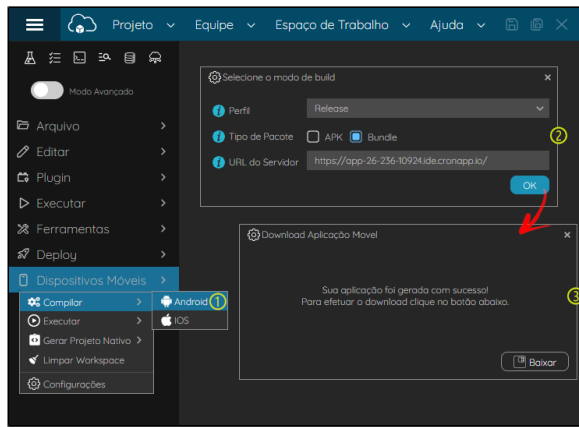 Projeto Equipe Espaço de Trabalho Ajuda
Modo Avançado
Arquivo
Editar
Plugin
Executar
Ferramentas
Deploy
Dispositivos Móveis
Compilar
Executar
Gerar Projeto Nativo
Limpar Workspace
Configurações
Android 1
IOS
Selecione o modo de build
Perfil Release
Tipo de Pacote APK Bundle 2
URL do Servidor https://app-26-236-10924.ide.cronapp.io/
OK
Download Aplicação Movel
Sua aplicação foi gerada com sucesso! 3
Para efetuar o download clique no botão abaixo.
Baixar